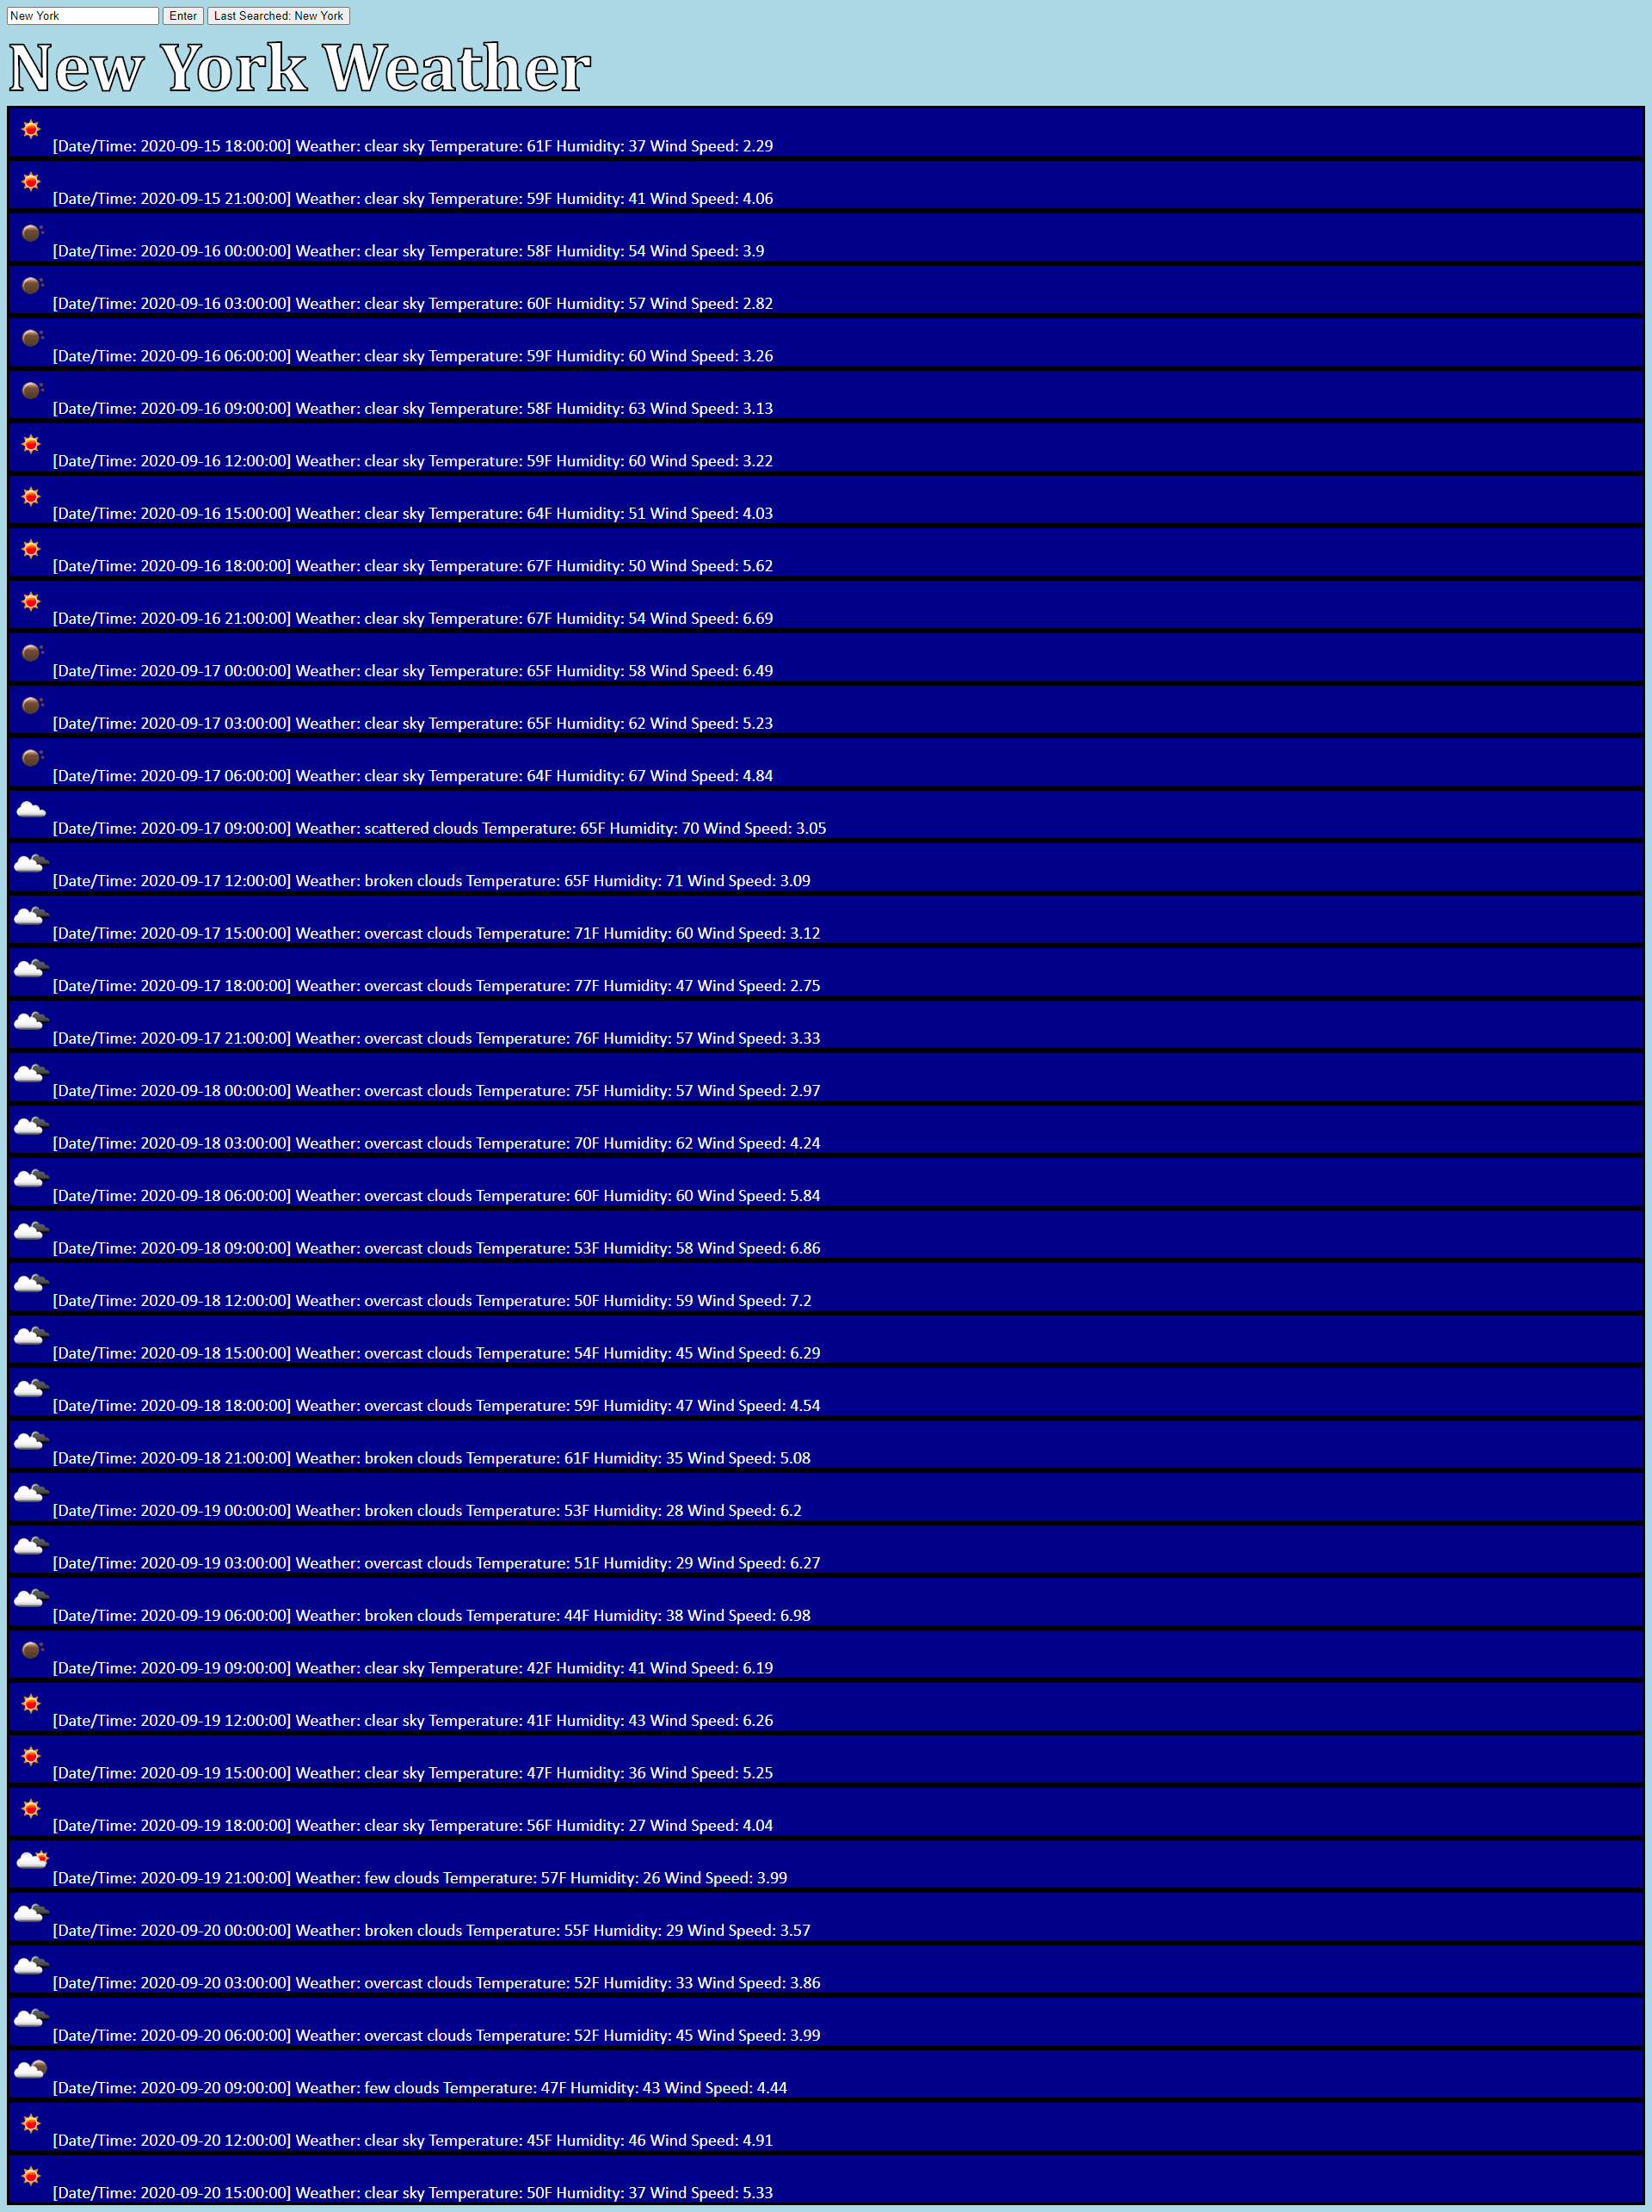 New York Enter Last Searched: New York
New York Weather
[Date/Time: 2020-09-15 18:00:00] Weather: clear sky Temperature: 61F Humidity: 37 Wind Speed: 2.29
[Date/Time: 2020-09-15 21:00:00] Weather: clear sky Temperature: 59F Humidity: 41 Wind Speed: 4.06
[Date/Time: 2020-09-16 00:00:00] Weather: clear sky Temperature: 58F Humidity: 54 Wind Speed: 3.9
[Date/Time: 2020-09-16 03:00:00] Weather: clear sky Temperature: 60F Humidity: 57 Wind Speed: 2.82
[Date/Time: 2020-09-16 06:00:00] Weather: clear sky Temperature: 59F Humidity: 60 Wind Speed: 3.26
[Date/Time: 2020-09-16 09:00:00] Weather: clear sky Temperature: 58F Humidity: 63 Wind Speed: 3.13
[Date/Time: 2020-09-16 12:00:00] Weather: clear sky Temperature: 59F Humidity: 60 Wind Speed: 3.22
[Date/Time: 2020-09-16 15:00:00] Weather: clear sky Temperature: 64F Humidity: 51 Wind Speed: 4.03
[Date/Time: 2020-09-16 18:00:00] Weather: clear sky Temperature: 67F Humidity: 50 Wind Speed: 5.62
[Date/Time: 2020-09-16 21:00:00] Weather: clear sky Temperature: 67F Humidity: 54 Wind Speed: 6.69
[Date/Time: 2020-09-17 00:00:00] Weather: clear sky Temperature: 65F Humidity: 58 Wind Speed: 6.49
[Date/Time: 2020-09-17 03:00:00] Weather: clear sky Temperature: 65F Humidity: 62 Wind Speed: 5.23
[Date/Time: 2020-09-17 06:00:00] Weather: clear sky Temperature: 64F Humidity: 67 Wind Speed: 4.84
[Date/Time: 2020-09-17 09:00:00] Weather: scattered clouds Temperature: 65F Humidity: 70 Wind Speed: 3.05
[Date/Time: 2020-09-17 12:00:00] Weather: broken clouds Temperature: 65F Humidity: 71 Wind Speed: 3.09
[Date/Time: 2020-09-17 15:00:00] Weather: overcast clouds Temperature: 71F Humidity: 60 Wind Speed: 3.12
[Date/Time: 2020-09-17 18:00:00] Weather: overcast clouds Temperature: 77F Humidity: 47 Wind Speed: 2.75
[Date/Time: 2020-09-17 21:00:00] Weather: overcast clouds Temperature: 76F Humidity: 57 Wind Speed: 3.33
[Date/Time: 2020-09-18 00:00:00] Weather: overcast clouds Temperature: 75F Humidity: 57 Wind Speed: 2.97
[Date/Time: 2020-09-18 03:00:00] Weather: overcast clouds Temperature: 70F Humidity: 62 Wind Speed: 4.24
[Date/Time: 2020-09-18 06:00:00] Weather: overcast clouds Temperature: 60F Humidity: 60 Wind Speed: 5.84
[Date/Time: 2020-09-18 09:00:00] Weather: overcast clouds Temperature: 53F Humidity: 58 Wind Speed: 6.86
[Date/Time: 2020-09-18 12:00:00] Weather: overcast clouds Temperature: 50F Humidity: 59 Wind Speed: 7.2
[Date/Time: 2020-09-18 15:00:00] Weather: overcast clouds Temperature: 54F Humidity: 45 Wind Speed: 6.29
[Date/Time: 2020-09-18 18:00:00] Weather: overcast clouds Temperature: 59F Humidity: 47 Wind Speed: 4.54
[Date/Time: 2020-09-18 21:00:00] Weather: broken clouds Temperature: 61F Humidity: 35 Wind Speed: 5.08
[Date/Time: 2020-09-19 00:00:00] Weather: broken clouds Temperature: 53F Humidity: 28 Wind Speed: 6.2
[Date/Time: 2020-09-19 03:00:00] Weather: overcast clouds Temperature: 51F Humidity: 29 Wind Speed: 6.27
[Date/Time: 2020-09-19 06:00:00] Weather: broken clouds Temperature: 44F Humidity: 38 Wind Speed: 6.98
[Date/Time: 2020-09-19 09:00:00] Weather: clear sky Temperature: 42F Humidity: 41 Wind Speed: 6.19
[Date/Time: 2020-09-19 12:00:00] Weather: clear sky Temperature: 41F Humidity: 43 Wind Speed: 6.26
[Date/Time: 2020-09-19 15:00:00] Weather: clear sky Temperature: 47F Humidity: 36 Wind Speed: 5.25
[Date/Time: 2020-09-19 18:00:00] Weather: clear sky Temperature: 56F Humidity: 27 Wind Speed: 4.04
[Date/Time: 2020-09-19 21:00:00] Weather: few clouds Temperature: 57F Humidity: 26 Wind Speed: 3.99
[Date/Time: 2020-09-20 00:00:00] Weather: broken clouds Temperature: 55F Humidity: 29 Wind Speed: 3.57
[Date/Time: 2020-09-20 03:00:00] Weather: overcast clouds Temperature: 52F Humidity: 33 Wind Speed: 3.86
[Date/Time: 2020-09-20 06:00:00] Weather: overcast clouds Temperature: 52F Humidity: 45 Wind Speed: 3.99
[Date/Time: 2020-09-20 09:00:00] Weather: few clouds Temperature: 47F Humidity: 43 Wind Speed: 4.44
[Date/Time: 2020-09-20 12:00:00] Weather: clear sky Temperature: 45F Humidity: 46 Wind Speed: 4.91
[Date/Time: 2020-09-20 15:00:00] Weather: clear sky Temperature: 50F Humidity: 37 Wind Speed: 5.33